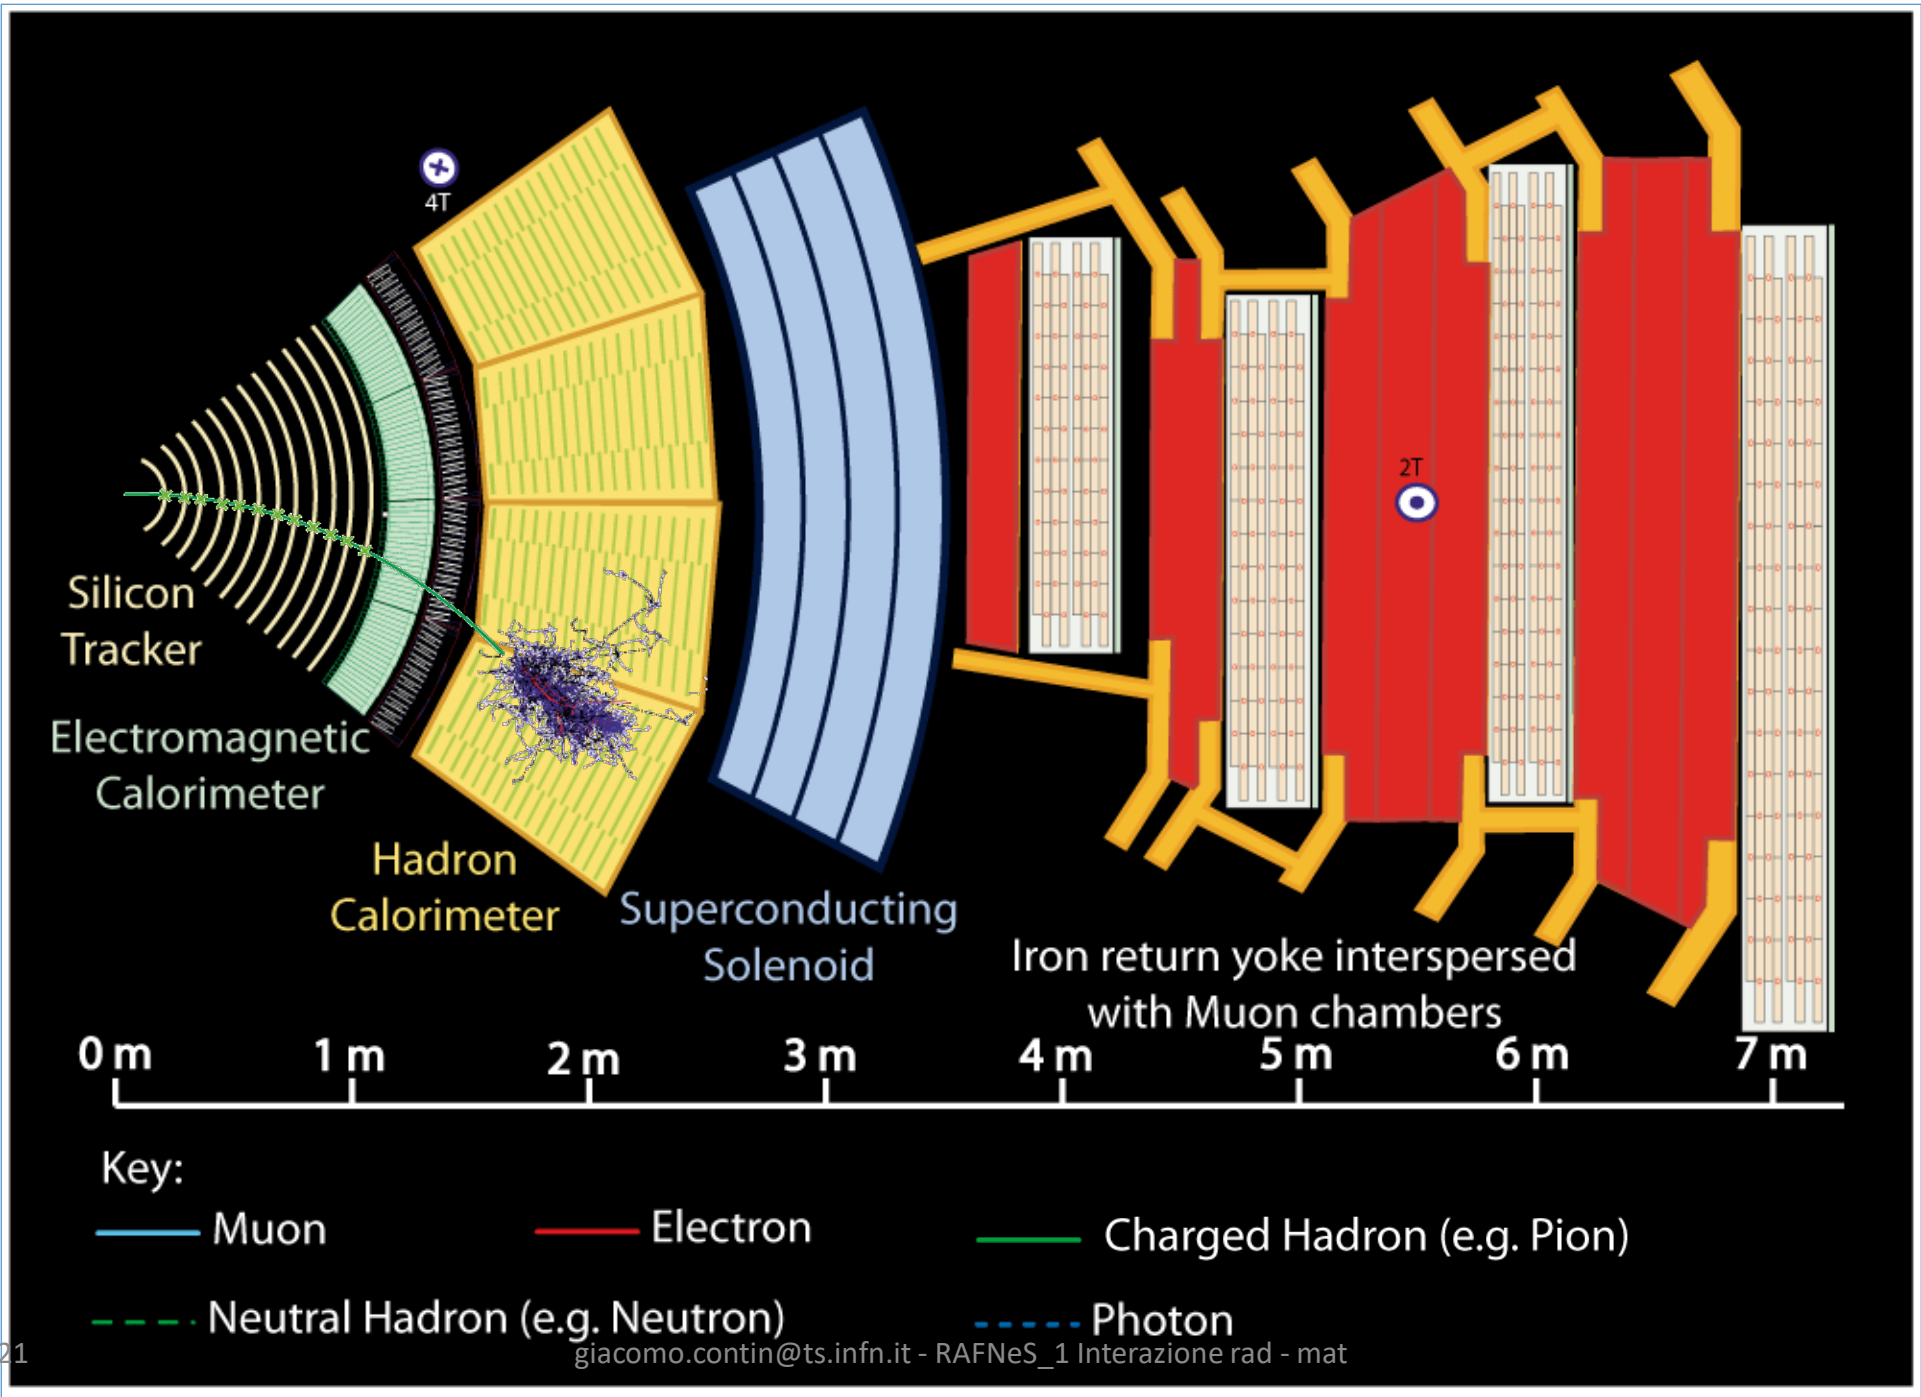 4T
2T
Silicon
Tracker
Electromagnetic
Calorimeter
Hadron
Calorimeter
Superconducting
Solenoid
Iron return yoke interspersed
with Muon chambers
0 m 1 m 2 m 3 m 4 m 5 m 6 m 7 m
Key:
Muon Electron Charged Hadron (e.g. Pion)
Neutral Hadron (e.g. Neutron) Photon
21 giacomo.contin@ts.infn.it - RAFNeS_1 Interazione rad - mat